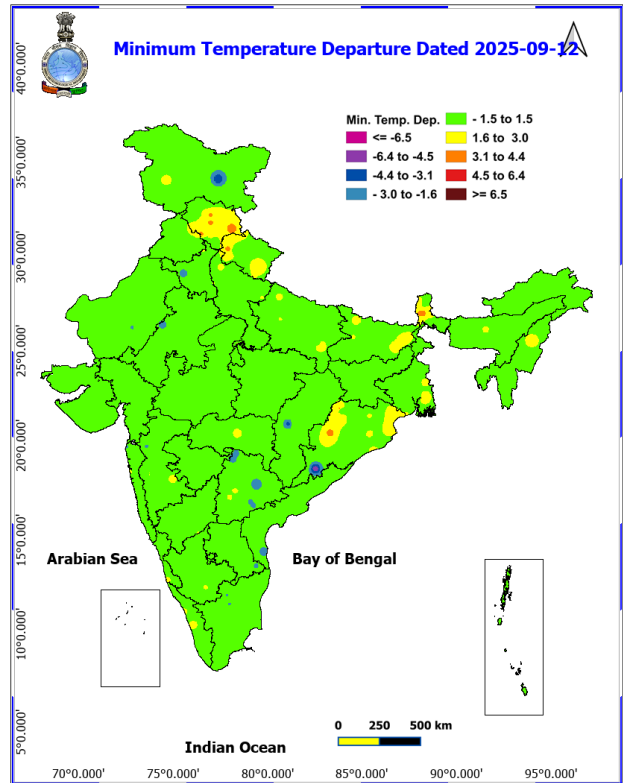 Minimum Temperature Departure Dated 2025-09-12
Min. Temp. Dep.
<= -6.5
-6.4 to -4.5
-4.4 to -3.1
- 3.0 to -1.6
- 1.5 to 1.5
1.6 to 3.0
3.1 to 4.4
4.5 to 6.4
>= 6.5
40°0.000'
35°0.000'
30°0.000'
25°0.000'
20°0.000'
15°0.000'
10°0.000'
5°0.000'
Arabian Sea
Bay of Bengal
Indian Ocean
0 250 500 km
70°0.000' 75°0.000' 80°0.000' 85°0.000' 90°0.000' 95°0.000'